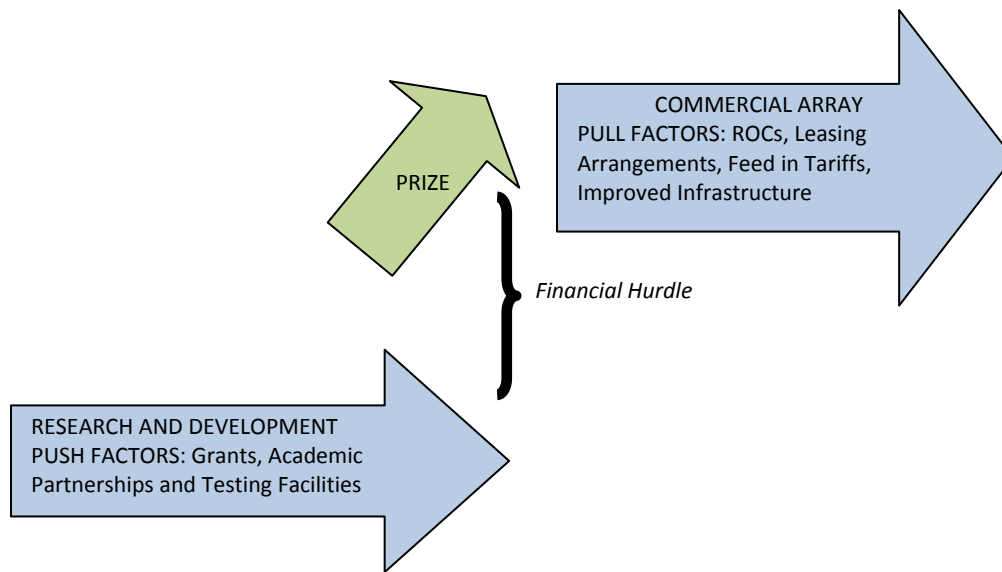 COMMERCIAL ARRAY
PULL FACTORS: ROCs, Leasing
Arrangements, Feed in Tariffs,
Improved Infrastructure
PRIZE
Financial Hurdle
RESEARCH AND DEVELOPMENT
PUSH FACTORS: Grants, Academic
Partnerships and Testing Facilities